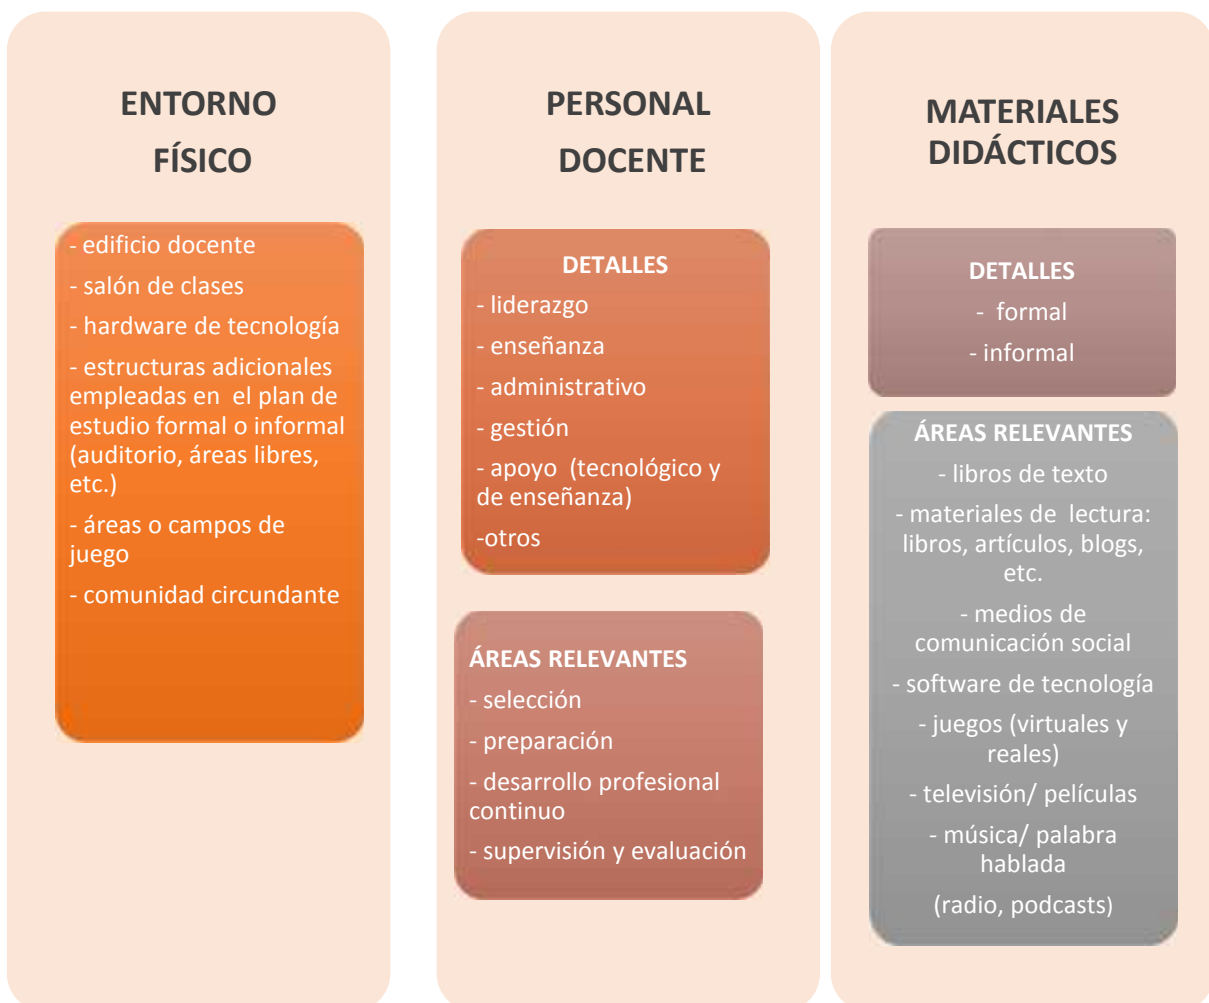 ENTORNO
FÍSICO
- edificio docente
- salón de clases
- hardware de tecnología
- estructuras adicionales
empleadas en el plan de
estudio formal o informal
(auditorio, áreas libres,
etc.)
- áreas o campos de
juego
- comunidad circundante
PERSONAL
DOCENTE
DETALLES
- liderazgo
- enseñanza
- administrativo
- gestión
- apoyo (tecnológico y
de enseñanza)
-otros
ÁREAS RELEVANTES
- selección
- preparación
- desarrollo profesional
continuo
- supervisión y evaluación
MATERIALES
DIDÁCTICOS
DETALLES
- formal
- informal
ÁREAS RELEVANTES
- libros de texto
- materiales de lectura:
libros, artículos, blogs,
etc.
- medios de
comunicación social
- software de tecnología
- juegos (virtuales y
reales)
- televisión/ películas
- música/ palabra
hablada
(radio, podcasts)